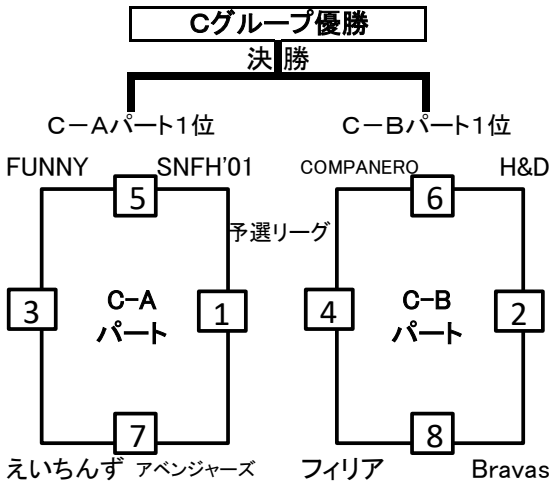 Cグループ優勝
決 勝
C－Aパート1位 C－Bパート1位
FUNNY SNFH'01 COMPANERO H&D
5 6
予選リーグ
C-A C-B
3 パート 1 4 パート 2
7 8
えいちんず アベンジャーズ フィリア Bravas